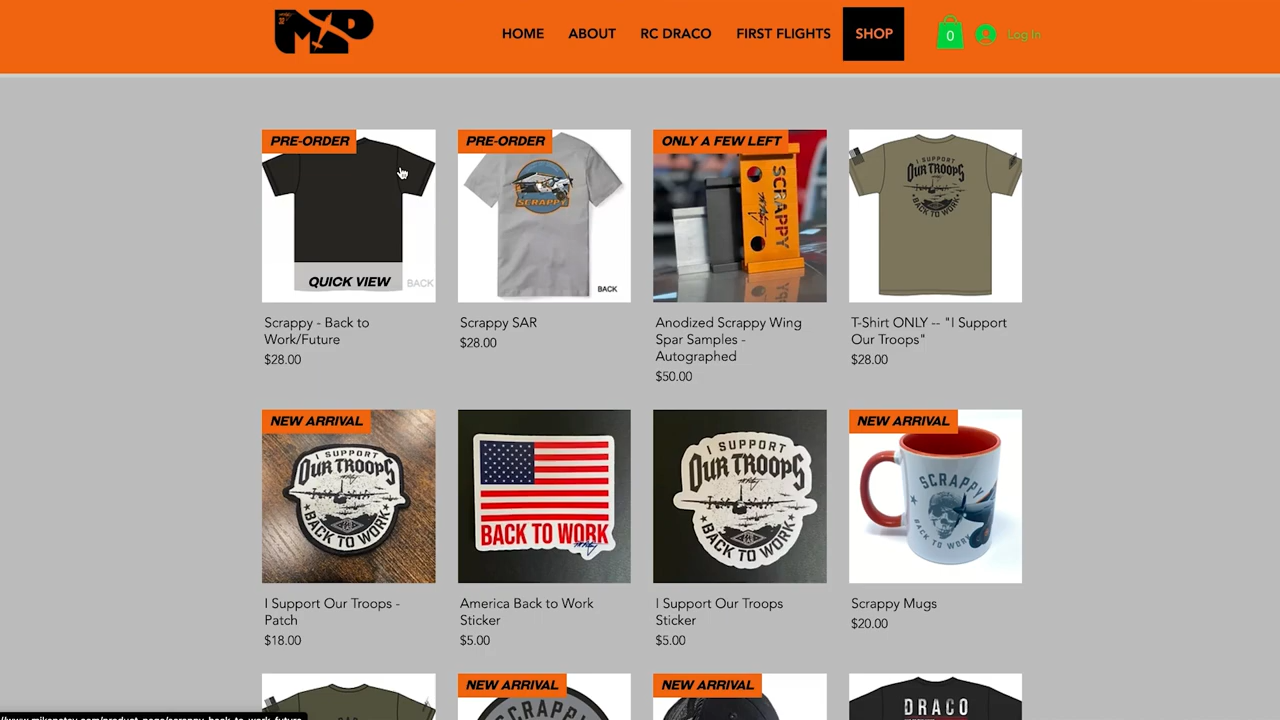 MP
HOME
ABOUT
RC DRACO
FIRST FLIGHTS
SHOP
0
Log In
PRE-ORDER
QUICK VIEW
BACK
Scrappy - Back to
Work/Future
$28.00
PRE-ORDER
SCRAPPY
BACK
Scrappy SAR
$28.00
ONLY A FEW LEFT
SCRAPPY
Anodized Scrappy Wing
Spar Samples -
Autographed
$50.00
I SUPPORT
OUR TROOPS
BACK TO WORK
T-Shirt ONLY -- "I Support
Our Troops"
$28.00
NEW ARRIVAL
I SUPPORT
OUR TROOPS
BACK TO WORK
I Support Our Troops -
Patch
$18.00
BACK TO WORK
America Back to Work
Sticker
$5.00
I SUPPORT
OUR TROOPS
BACK TO WORK
I Support Our Troops
Sticker
$5.00
NEW ARRIVAL
SCRAPPY
BACK TO WORK
Scrappy Mugs
$20.00
NEW ARRIVAL
SCRAPPY
NEW ARRIVAL
DRACO